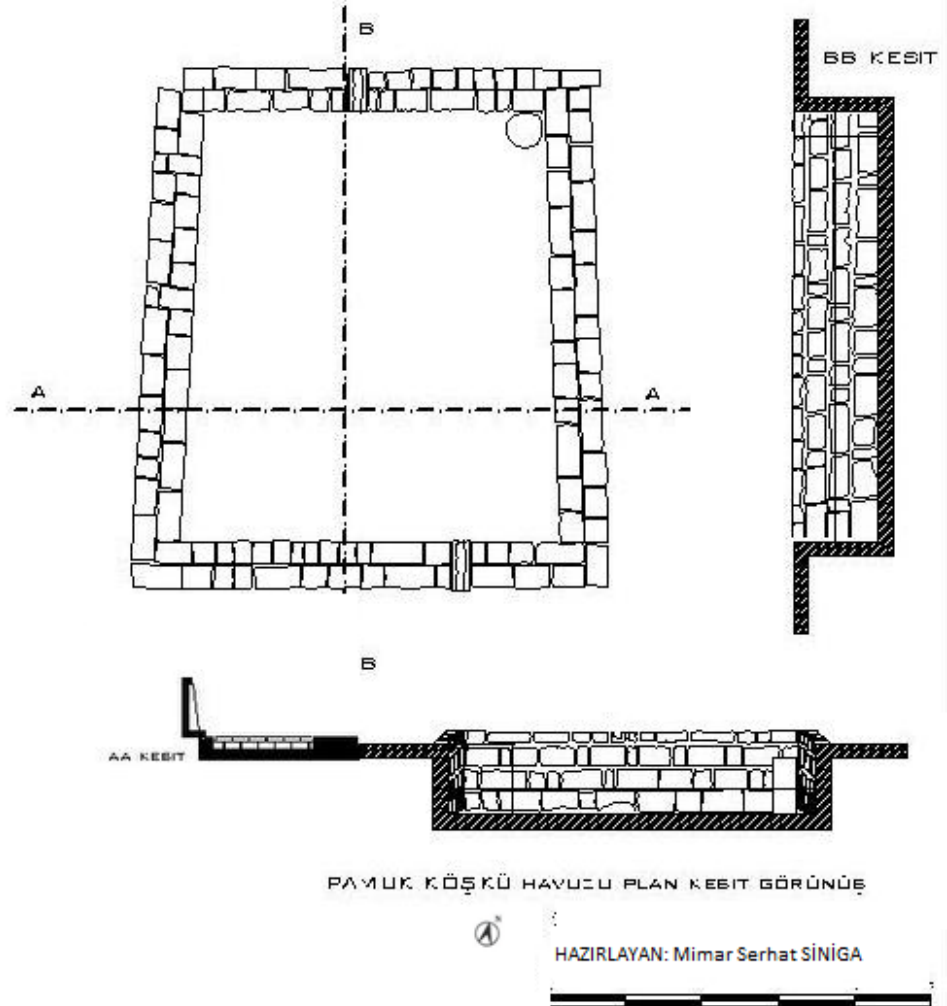 B
BB KESIT
A
A
B
AA KESIT
PAMUK KÖŞKÜ HAVUZU PLAN KESIT GÖRÜNÜŞ
N
HAZIRLAYAN: Mimar Serhat SİNİGA